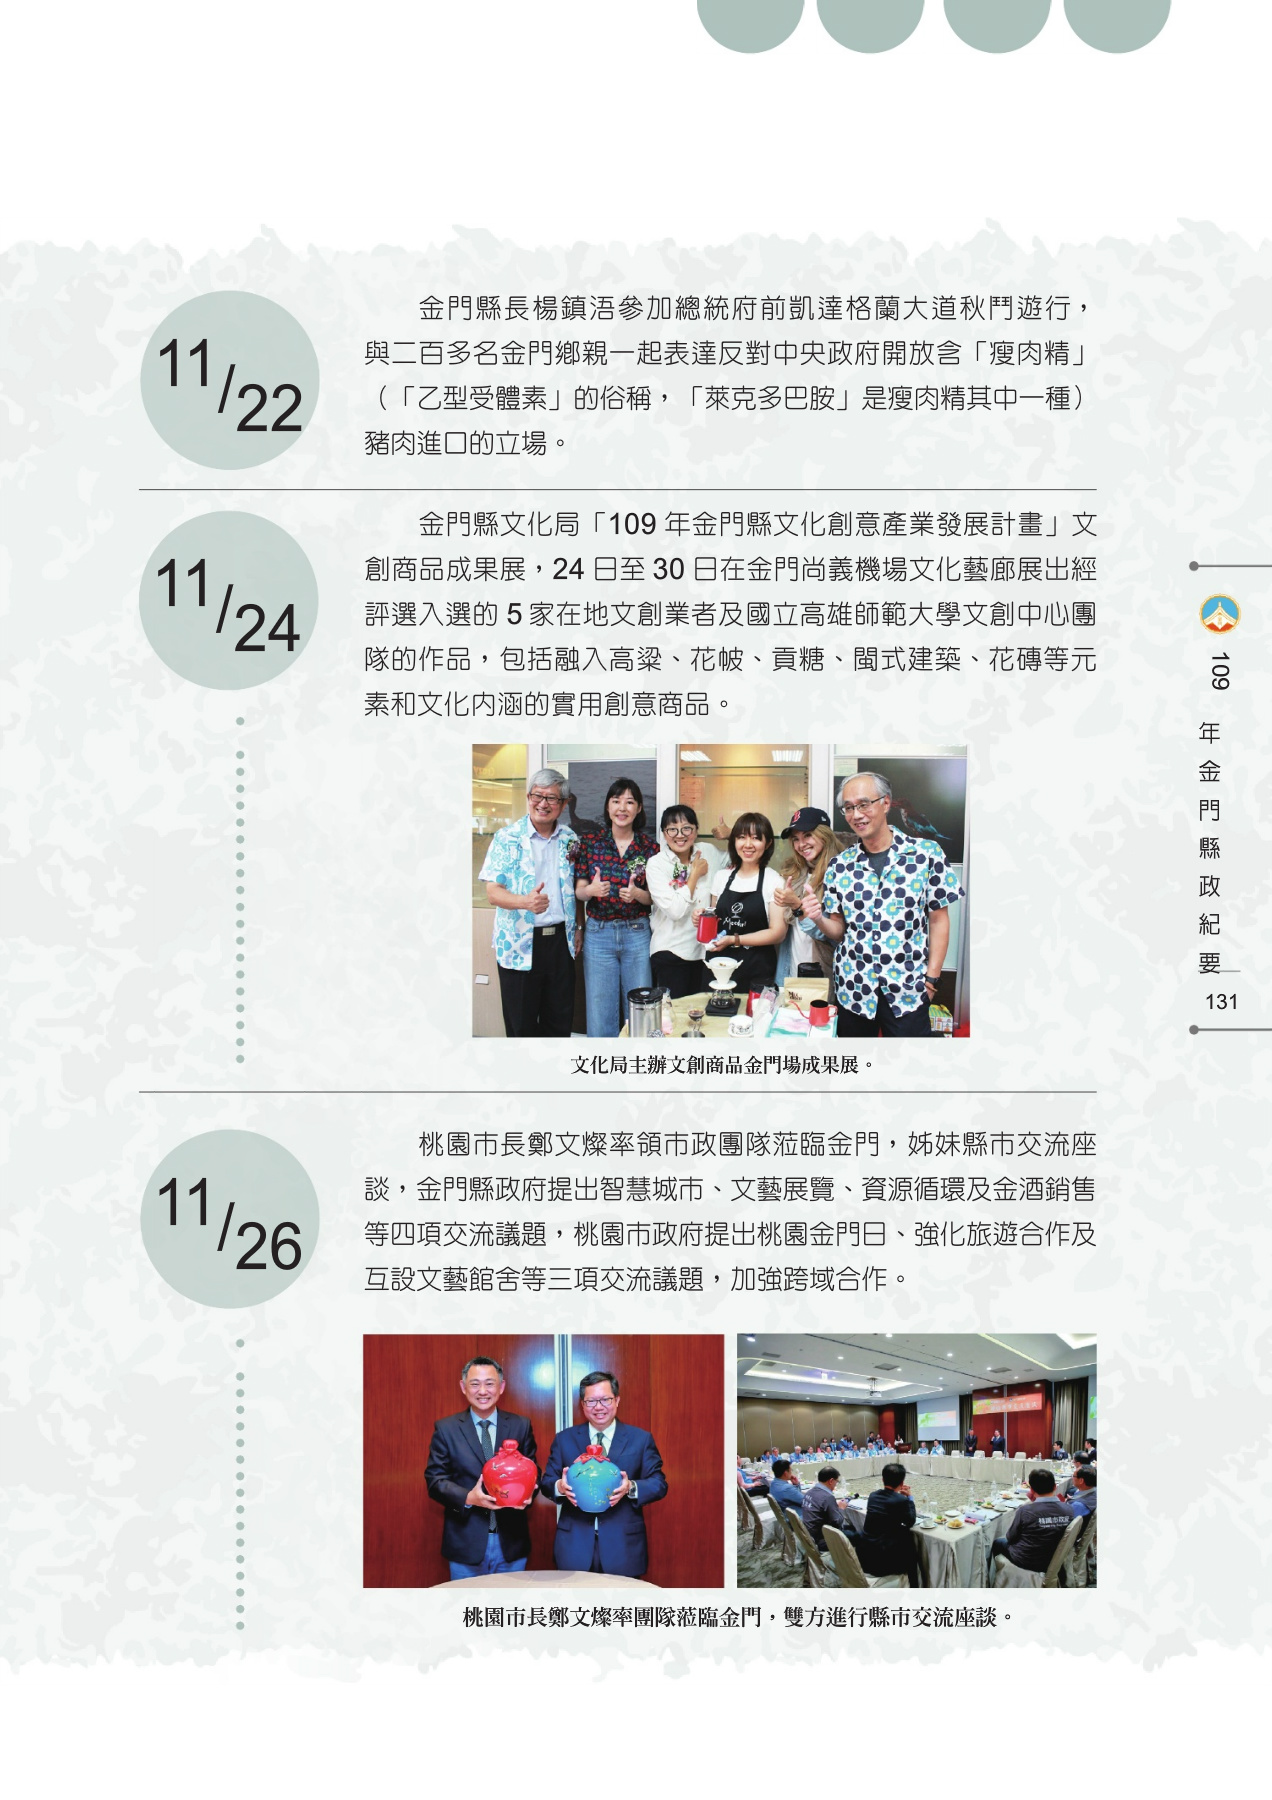 11/22
金門縣長楊鎮浯參加總統府前凱達格蘭大道秋鬥遊行，
與二百多名金門鄉親一起表達反對中央政府開放含「瘦肉精」
（「乙型受體素」的俗稱，「萊克多巴胺」是瘦肉精其中一種）
豬肉進口的立場。
11/24
金門縣文化局「109 年金門縣文化創意產業發展計畫」文
創商品成果展，24 日至 30 日在金門尚義機場文化藝廊展出經
評選入選的 5 家在地文創業者及國立高雄師範大學文創中心團
隊的作品，包括融入高粱、花帔、貢糖、閩式建築、花磚等元
素和文化內涵的實用創意商品。
文化局主辦文創商品金門場成果展。
11/26
桃園市長鄭文燦率領市政團隊蒞臨金門，姊妹縣市交流座
談，金門縣政府提出智慧城市、文藝展覽、資源循環及金酒銷售
等四項交流議題，桃園市政府提出桃園金門日、強化旅遊合作及
互設文藝館舍等三項交流議題，加強跨域合作。
桃園市政府
桃園市長鄭文燦率團隊蒞臨金門，雙方進行縣市交流座談。
109 年金門縣政紀要
131